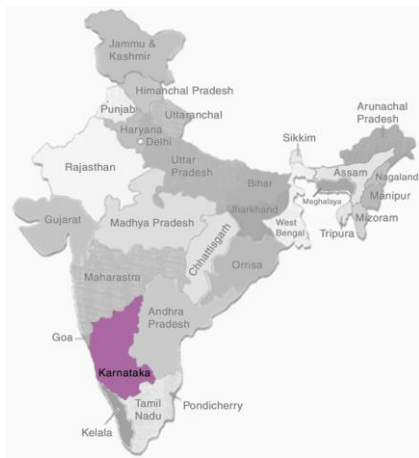 Jammu &
Kashmir
Himanchal Pradesh
Punjab
Uttaranchal
Haryana
Delhi
Arunachal
Pradesh
Sikkim
Rajasthan
Uttar
Pradesh
Assam
Nagaland
Bihar
Meghalaya
Manipur
Gujarat
Madhya Pradesh
Jharkhand
West
Bengal
Tripura
Mizoram
Chhattisgarh
Orrisa
Maharastra
Andhra
Pradesh
Goa
Karnataka
Tamil
Nadu
Pondicherry
Kelala